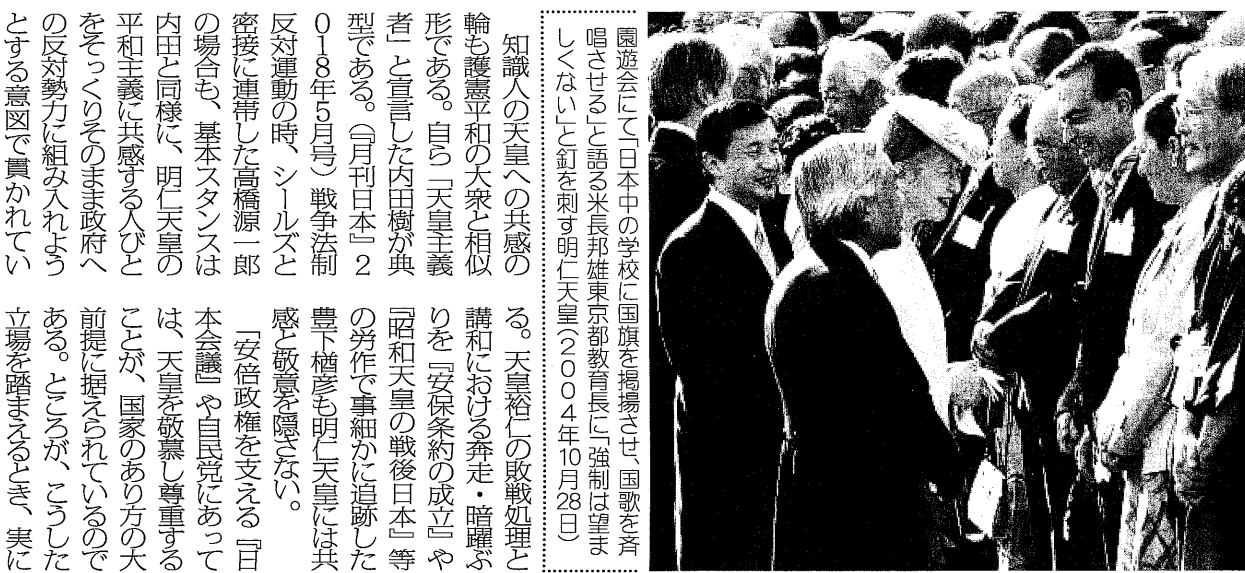 園遊会にて「日本中の学校に国旗を掲揚させ、国歌を斉
唱させる」と語る米長邦雄東京都教育長に「強制は望ま
しくない」と釘を刺す明仁天皇（２００４年10月28日）
知識人の天皇への共感の
輪も護憲平和の大衆と相似
形である。自ら「天皇主義
者」と宣言した内田樹が典
型である。（『月刊日本』２
０１８年５月号）戦争法制
反対運動の時、シールズと
密接に連帯した高橋源一郎
の場合も、基本スタンスは
内田と同様に、明仁天皇の
平和主義に共感する人びと
をそっくりそのまま政府へ
の反対勢力に組み入れよう
とする意図で貫かれてい
る。天皇裕仁の敗戦処理と
講和における奔走・暗躍ぶ
りを『安保条約の成立』や
『昭和天皇の戦後日本』等
の労作で事細かに追跡した
豊下楢彦も明仁天皇には共
感と敬意を隠さない。
「安倍政権を支える『日
本会議』や自民党にあって
は、天皇を敬慕し尊重する
ことが、国家のあり方の大
前提に据えられているので
ある。ところが、こうした
立場を踏まえるとき、実に